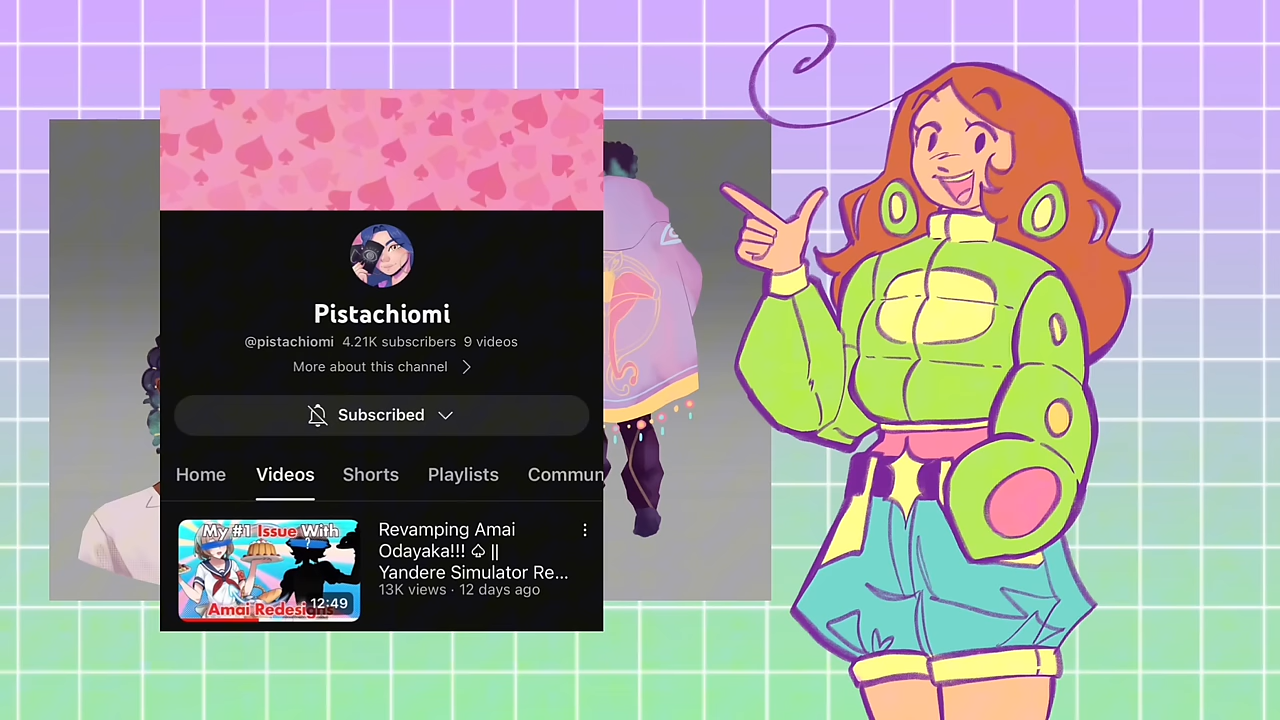 Pistachiomi
@pistachiomi 4.21K subscribers 9 videos
More about this channel
Subscribed
Home Videos Shorts Playlists Commun
My #1 Issue With
Amai Redesigns
12:49
Revamping Amai
Odayaka!!! ♤ ||
Yandere Simulator Re...
13K views · 12 days ago